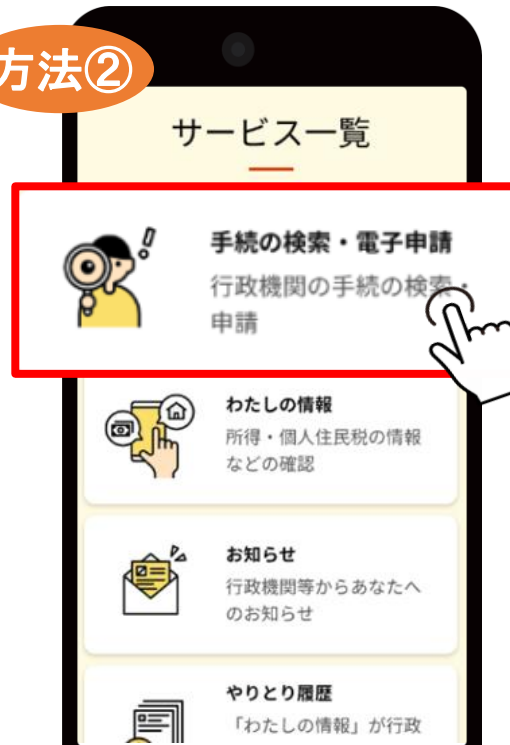 方法②
サービス一覧
手続の検索・電子申請
行政機関の手続の検索・
申請
わたしの情報
所得・個人住民税の情報
などの確認
お知らせ
行政機関等からあなたへ
のお知らせ
やりとり履歴
「わたしの情報」が行政